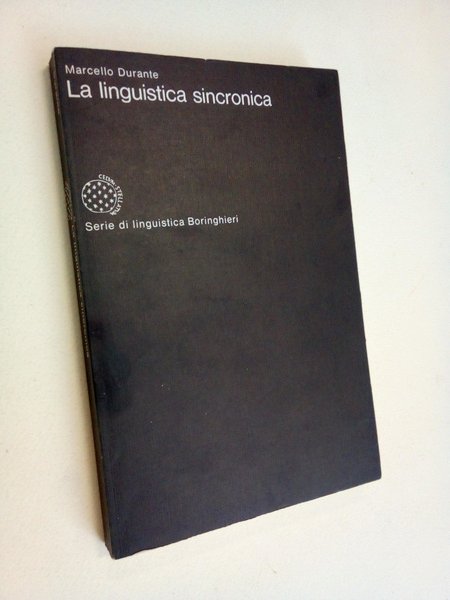 Marcello Durante
La linguistica sincronica
Serie di linguistica Boringhieri